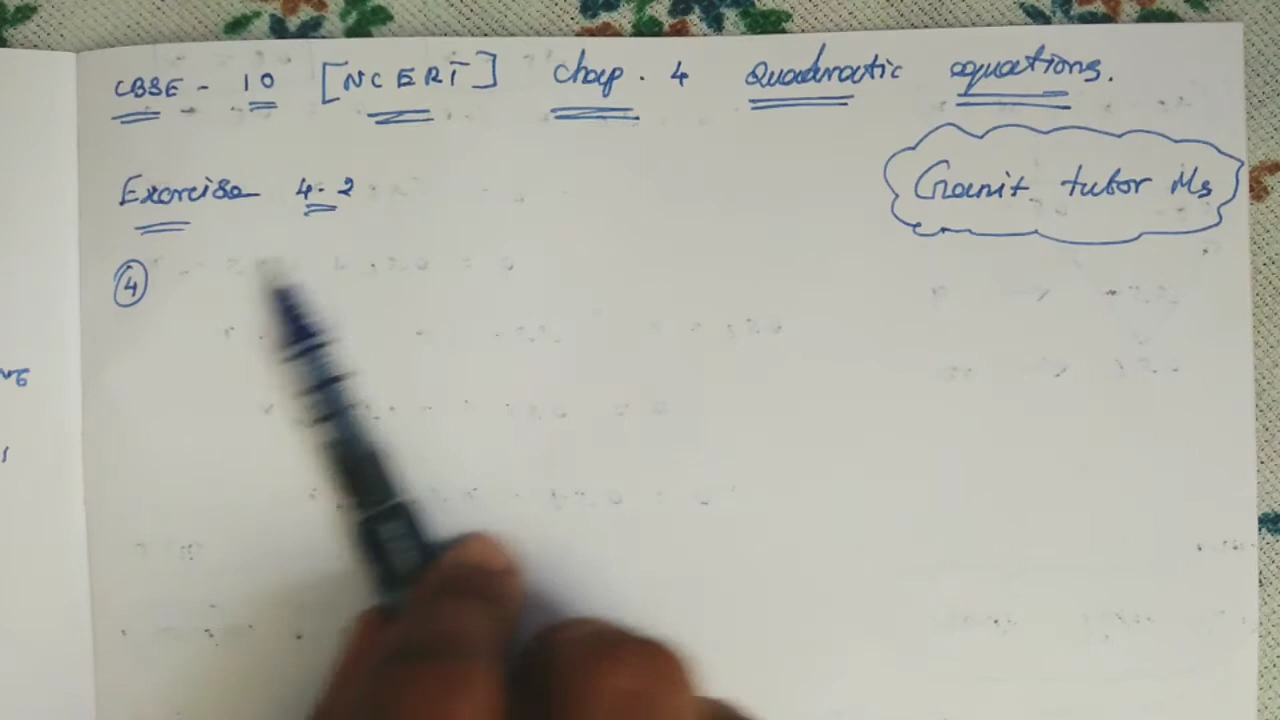 CBSE - 10 [NCERT] Chap. 4 Quadratic equations.
Ganit tutor Ms
Exercise 4.2
4